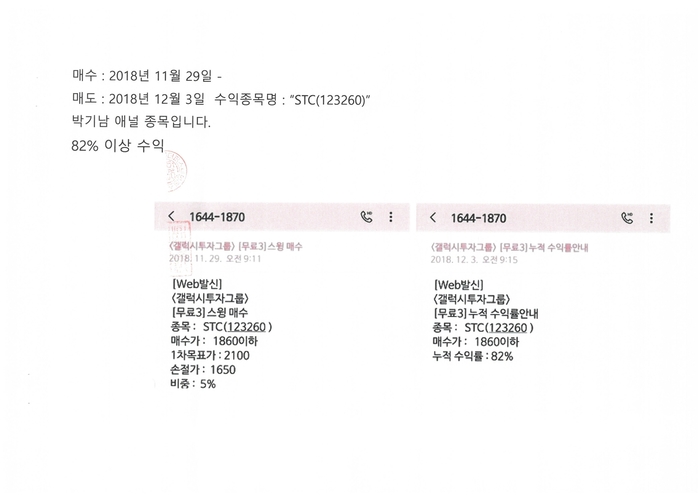 매수 : 2018년 11월 29일 -
매도 : 2018년 12월 3일 수익종목명 : “STC(123260)”
박기남 애널 종목입니다.
82% 이상 수익
1644-1870
<갤럭시투자그룹> [무료3]스윙 매수
2018. 11. 29. 오전 9:11
[Web발신]
<갤럭시투자그룹>
[무료3]스윙 매수
종목 : STC(123260 )
매수가 : 1860이하
1차목표가 : 2100
손절가 : 1650
비중 : 5%
1644-1870
<갤럭시투자그룹> [무료3]누적 수익률안내
2018. 12. 3. 오전 9:15
[Web발신]
<갤럭시투자그룹>
[무료3]누적 수익률안내
종목 : STC(123260 )
매수가 : 1860이하
누적 수익률 : 82%